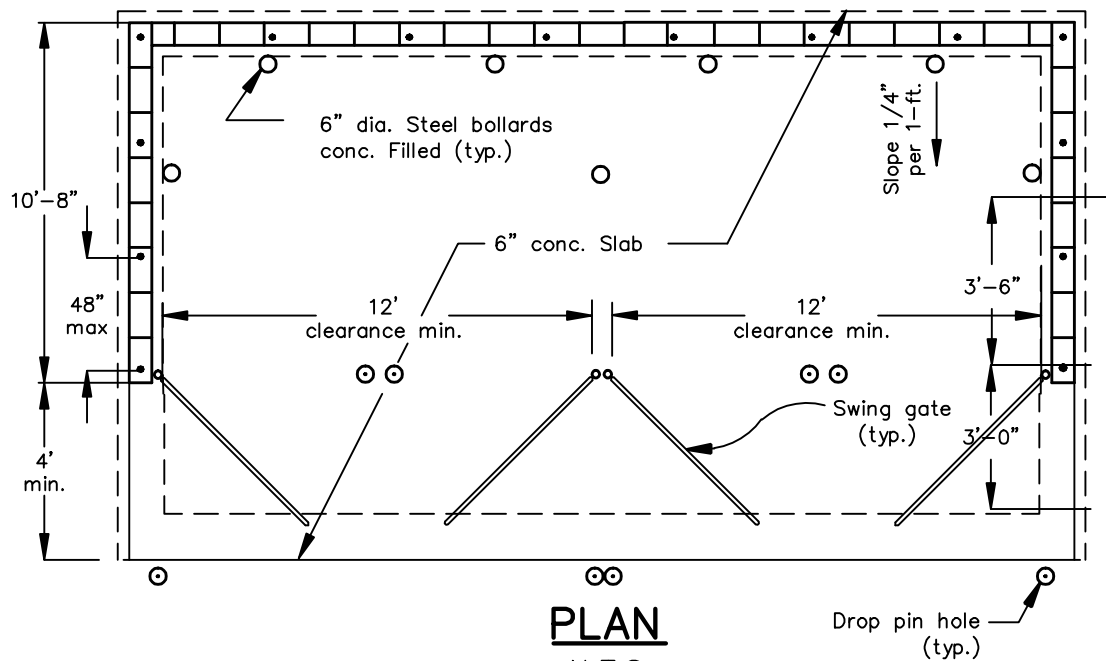 6" dia. Steel bollards
conc. Filled (typ.)
Slope 1/4"
per 1-ft.
10'-8"
6" conc. Slab
48"
max
12'
clearance min.
12'
clearance min.
3'-6"
Swing gate
(typ.)
3'-0"
4'
min.
PLAN
Drop pin hole
(typ.)